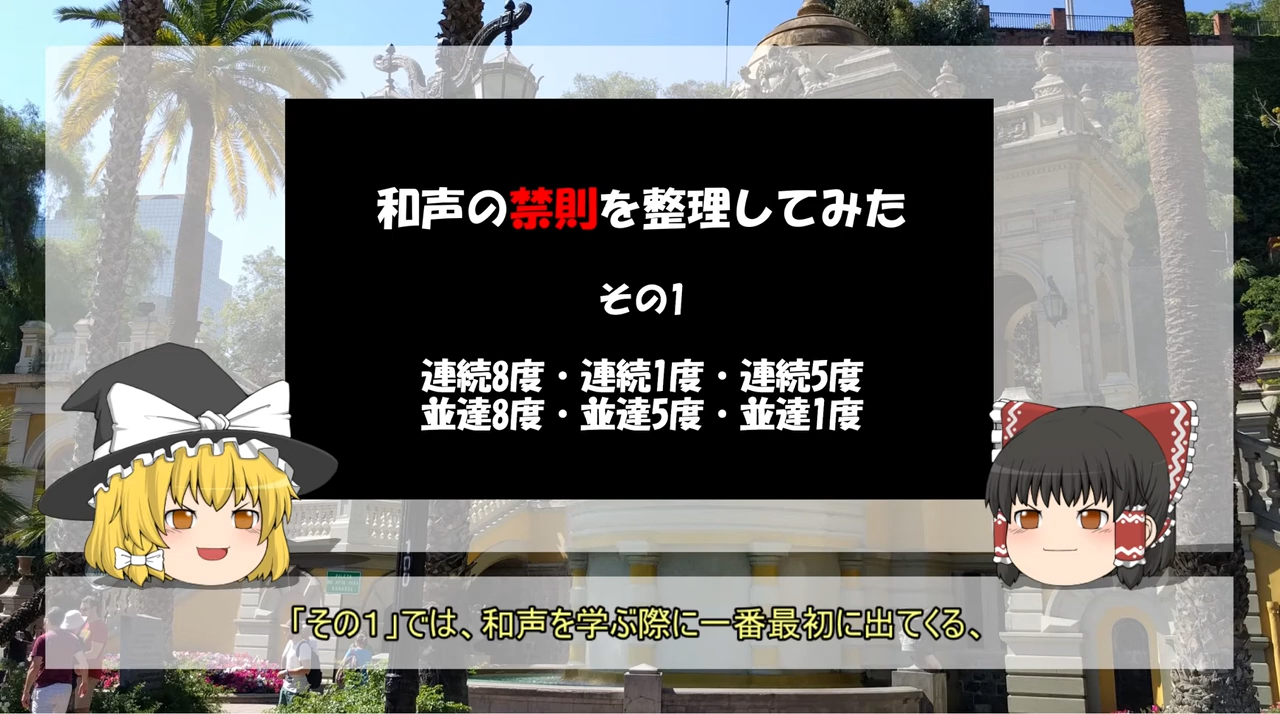 和声の禁則を整理してみた
その1
連続8度・連続1度・連続5度
並達8度・並達5度・並達1度
「その１」では、和声を学ぶ際に一番最初に出てくる、